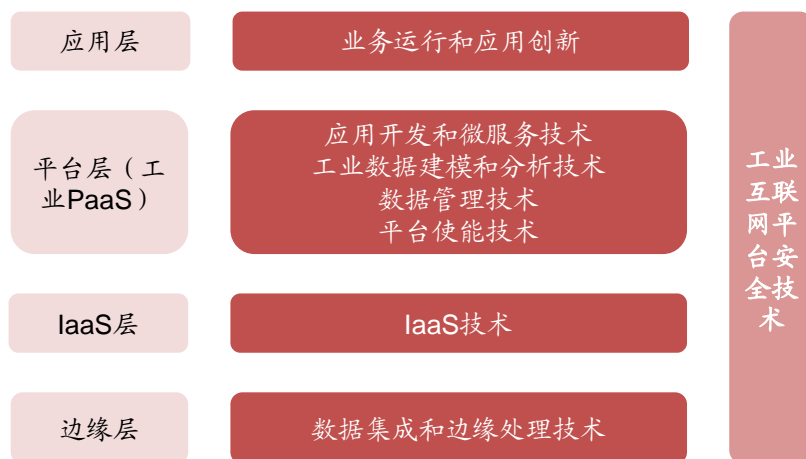 应用层
业务运行和应用创新
平台层（工
业PaaS）
应用开发和微服务技术
工业数据建模和分析技术
数据管理技术
平台使能技术
IaaS层
IaaS技术
边缘层
数据集成和边缘处理技术
工业
互联
网平
台安
全技
术